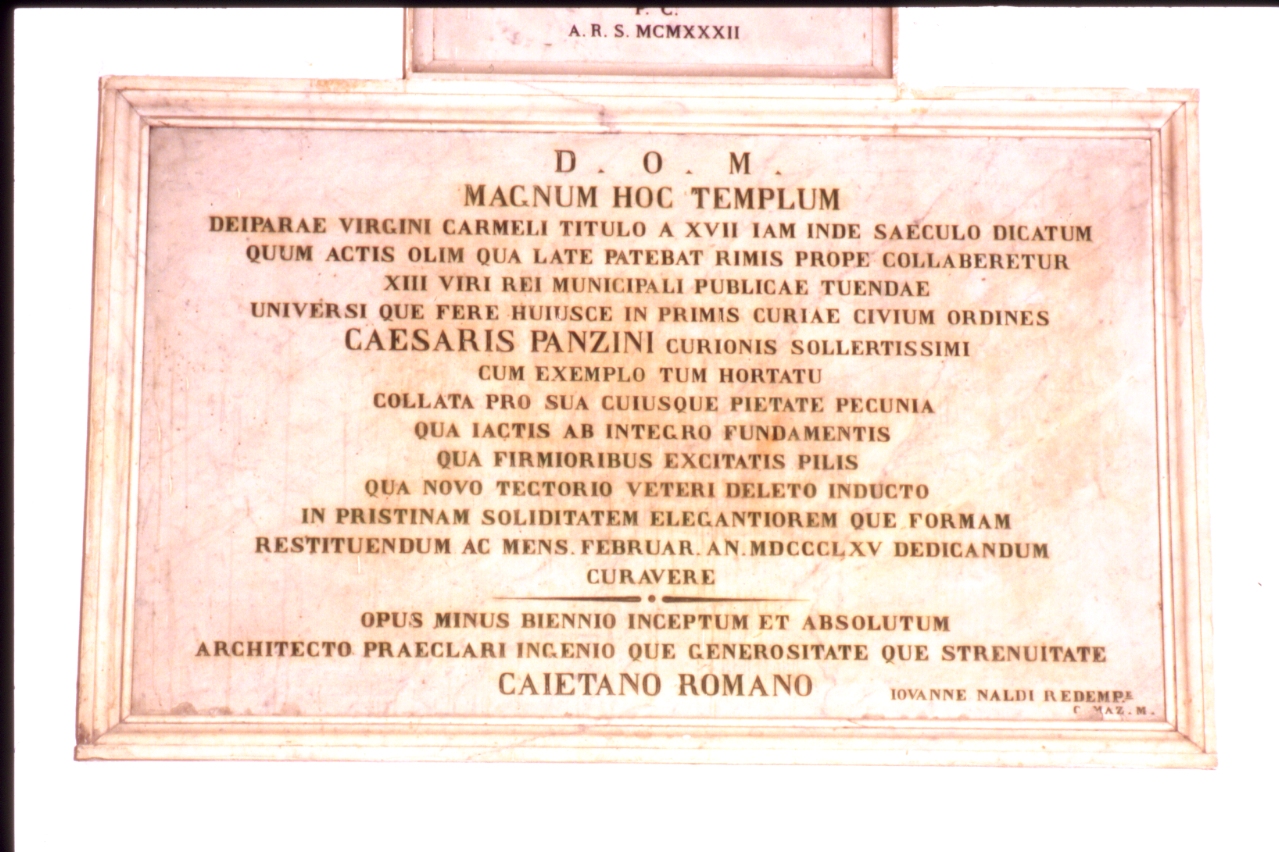 P. C.
A. R. S. MCMXXXII
D . O . M .
MAGNUM HOC TEMPLUM
DEIPARAE VIRGINI CARMELI TITULO A XVII IAM INDE SAECULO DICATUM
QUUM ACTIS OLIM QUA LATE PATEBAT RIMIS PROPE COLLABERETUR
XIII VIRI REI MUNICIPALI PUBLICAE TUENDAE
UNIVERSI QUE FERE HUIUSCE IN PRIMIS CURIAE CIVIUM ORDINES
CAESARIS PANZINI CURIONIS SOLLERTISSIMI
CUM EXEMPLO TUM HORTATU
COLLATA PRO SUA CUIUSQUE PIETATE PECUNIA
QUA IACTIS AB INTEGRO FUNDAMENTIS
QUA FIRMIORIBUS EXCITATIS PILIS
QUA NOVO TECTORIO VETERI DELETO INDUCTO
IN PRISTINAM SOLIDITATEM ELEGANTIOREM QUE FORMAM
RESTITUENDUM AC MENS. FEBRUAR. AN. MDCCCLXV DEDICANDUM
CURAVERE
OPUS MINUS BIENNIO INCEPTUM ET ABSOLUTUM
ARCHITECTO PRAECLARI INGENIO QUE GENEROSITATE QUE STRENUITATE
CAIETANO ROMANO
IOVANNE NALDI REDEMP.E
C MAZ. M.